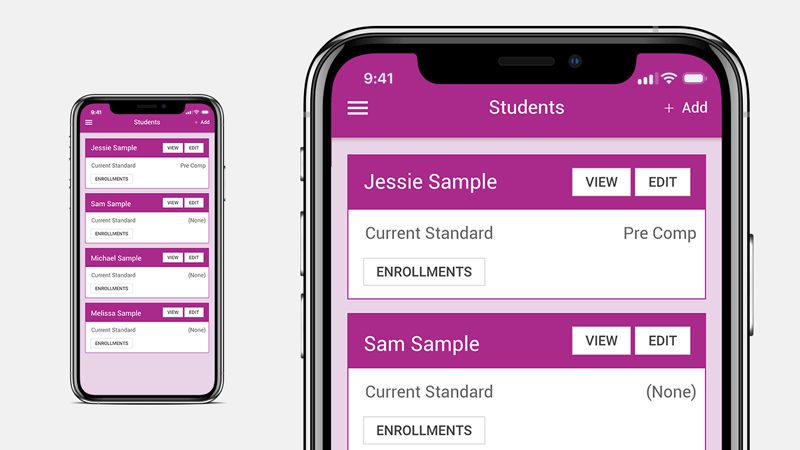 9:41
Students
+ Add
Jessie Sample VIEW EDIT
Current Standard Pre Comp
ENROLLMENTS
Sam Sample VIEW EDIT
Current Standard (None)
ENROLLMENTS
Michael Sample VIEW EDIT
Current Standard (None)
ENROLLMENTS
Melissa Sample VIEW EDIT
Current Standard (None)
ENROLLMENTS
9:41
Students
+ Add
Jessie Sample VIEW EDIT
Current Standard Pre Comp
ENROLLMENTS
Sam Sample VIEW EDIT
Current Standard (None)
ENROLLMENTS